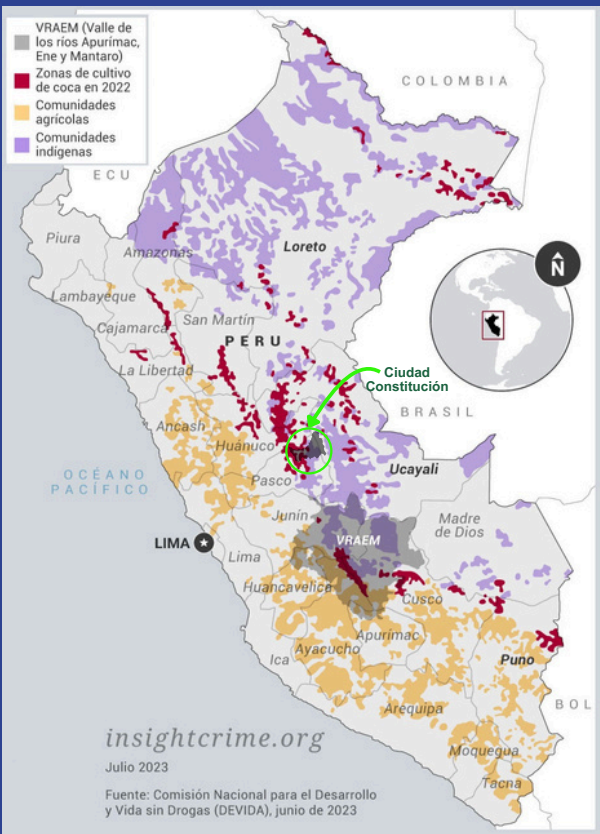 VRAEM (Valle de
los ríos Apurímac,
Ene y Mantaro)
Zonas de cultivo
de coca en 2022
Comunidades
agrícolas
Comunidades
indígenas
COLOMBIA
ECU
Piura
Amazonas
Loreto
N
Lambayeque
Cajamarca
San Martín
PERU
La Libertad
Ciudad
Constitución
BRASIL
Ancash
Huánuco
Ucayali
OCÉANO
PACÍFICO
Pasco
Junín
Madre
de Dios
LIMA
VRAEM
Lima
Huancavelica
Cusco
Apurímac
Ica
Ayacucho
Puno
Arequipa
BOL
Moquegua
Tacna
insightcrime.org
Julio 2023
Fuente: Comisión Nacional para el Desarrollo
y Vida sin Drogas (DEVIDA), junio de 2023